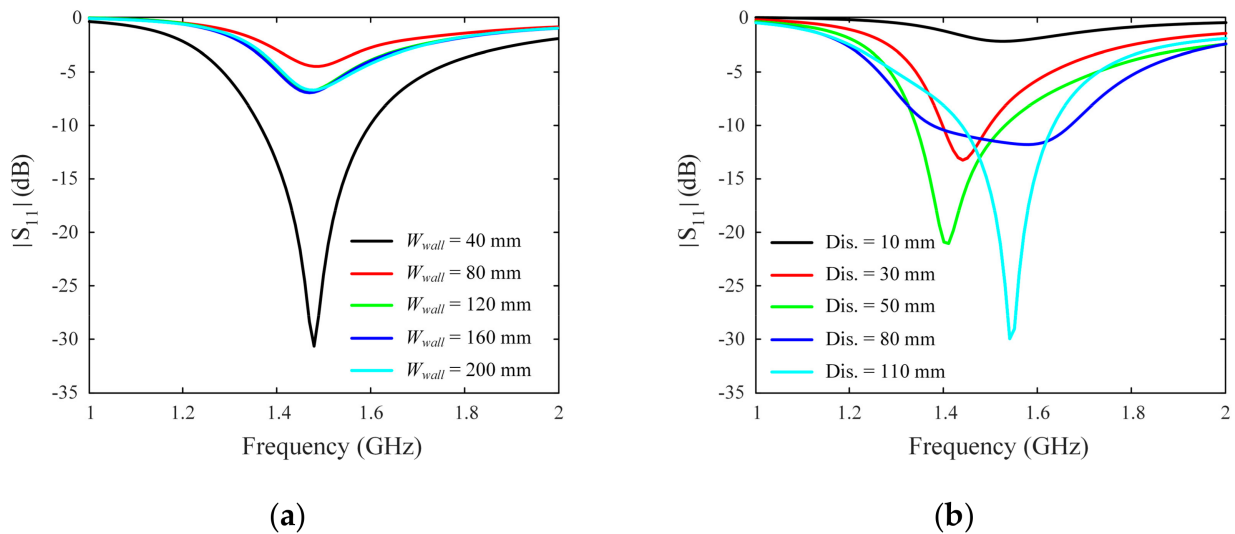 0
-5
-10
-15
-20
-25
-30
-35
|S11| (dB)
1 1.2 1.4 1.6 1.8 2
Frequency (GHz)
Wwall = 40 mm
Wwall = 80 mm
Wwall = 120 mm
Wwall = 160 mm
Wwall = 200 mm
(a)
0
-5
-10
-15
-20
-25
-30
-35
|S11| (dB)
1 1.2 1.4 1.6 1.8 2
Frequency (GHz)
Dis. = 10 mm
Dis. = 30 mm
Dis. = 50 mm
Dis. = 80 mm
Dis. = 110 mm
(b)